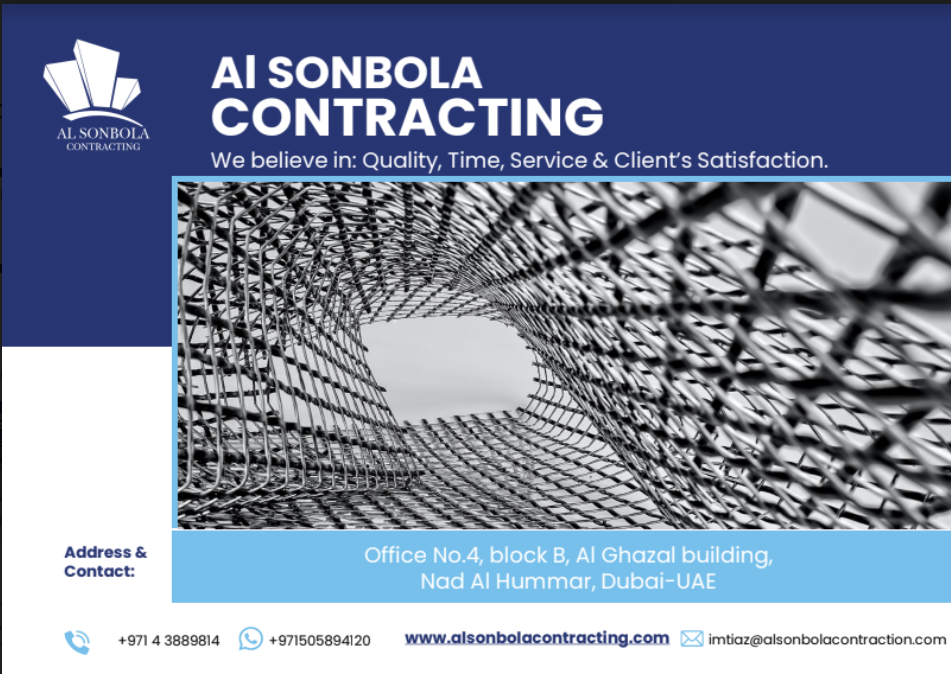 AL SONBOLA
CONTRACTING
Al SONBOLA
CONTRACTING
We believe in: Quality, Time, Service & Client's Satisfaction.
Address &
Contact:
Office No.4, block B, Al Ghazal building,
Nad Al Hummar, Dubai-UAE
+971 4 3889814 +971505894120 www.alsonbolacontracting.com imtiaz@alsonbolacontraction.com